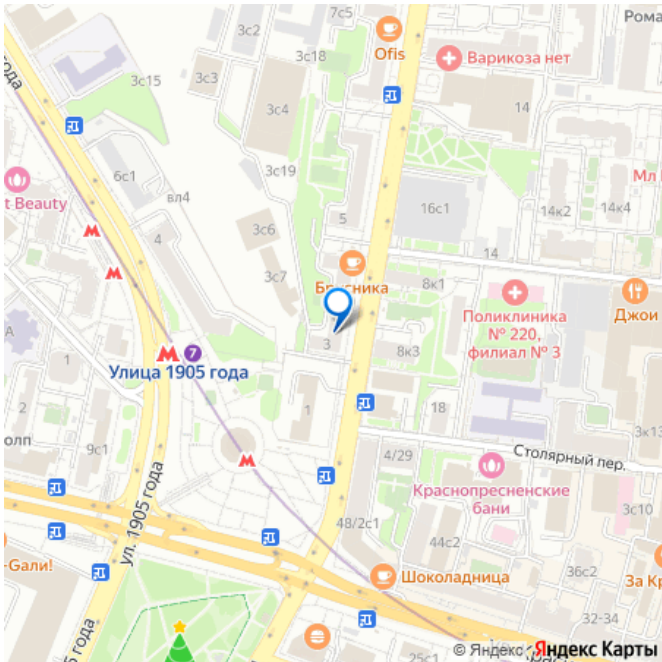 7с5
Рома
3с2
Ofis
Варикоза нет
3с18
3с3
года
3с15
3с4
14
6с1
3с19
Мл
t Beauty
вл4
5
16с1
14к2
14к4
4
3с6
14
Брусника
3с7
8к1
Поликлиника
№ 220,
филиал № 3
Джои
3
8к3
7
Улица 1905 года
12
1
18
3к13
олп
9с1
4/29
Столярный пер.
Краснопресненские
бани
3с10
ул. 1905 года
48/2с1
44с2
-Gали!
Шоколадница
36с2
За Кр
32-34
года
25с1
© Яндекс
Яндекс Карты